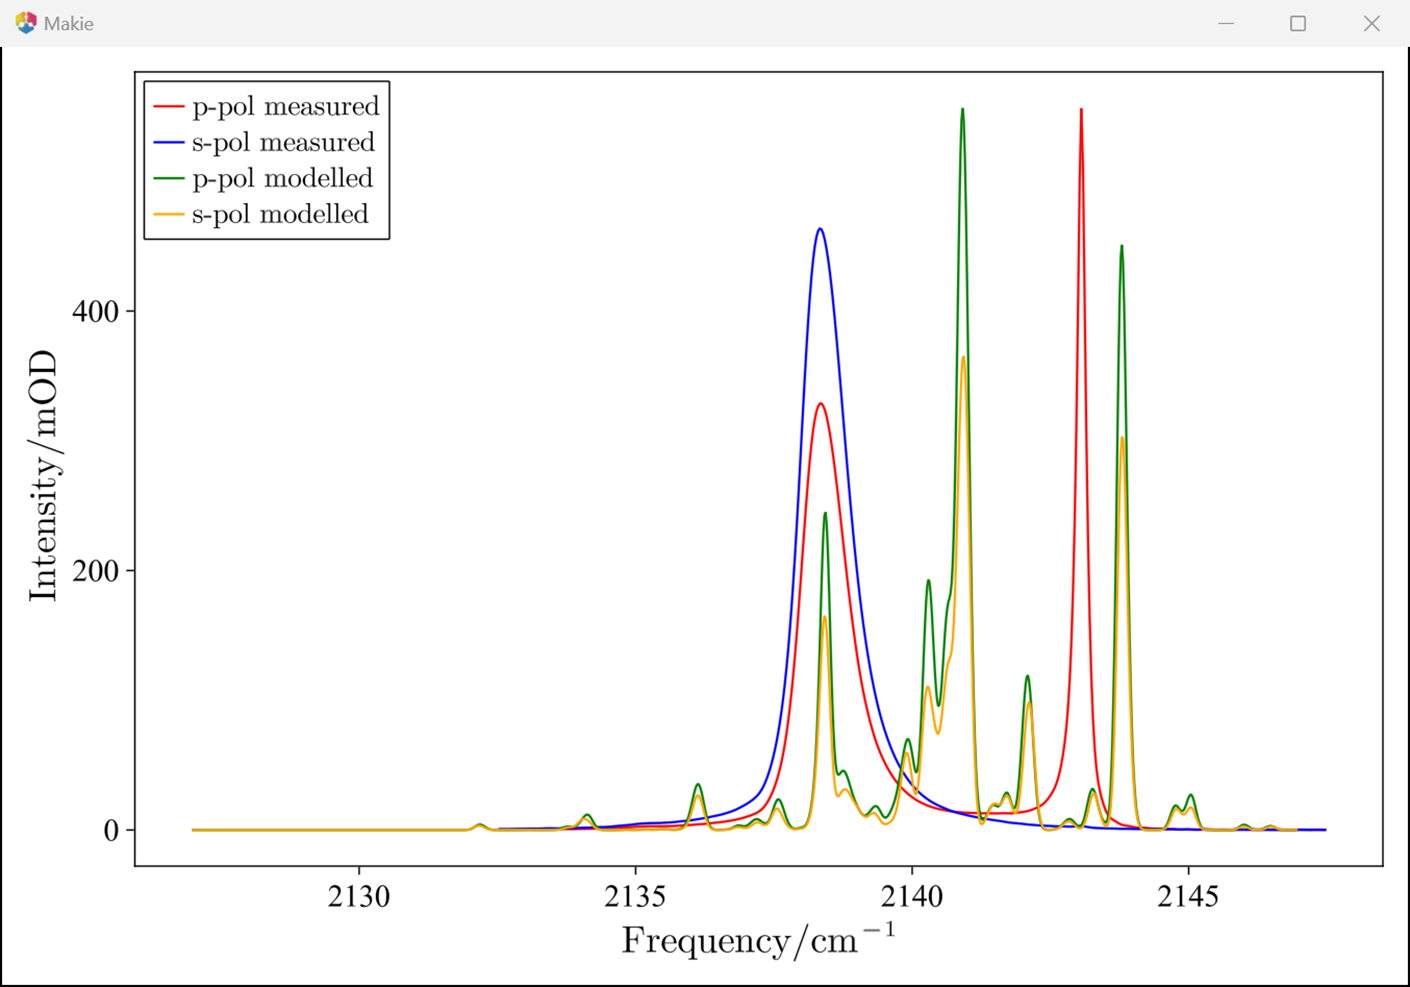 Makie
p-pol measured
s-pol measured
p-pol modelled
s-pol modelled
400
200
0
Intensity/mOD
2130 2135 2140 2145
Frequency/cm⁻¹